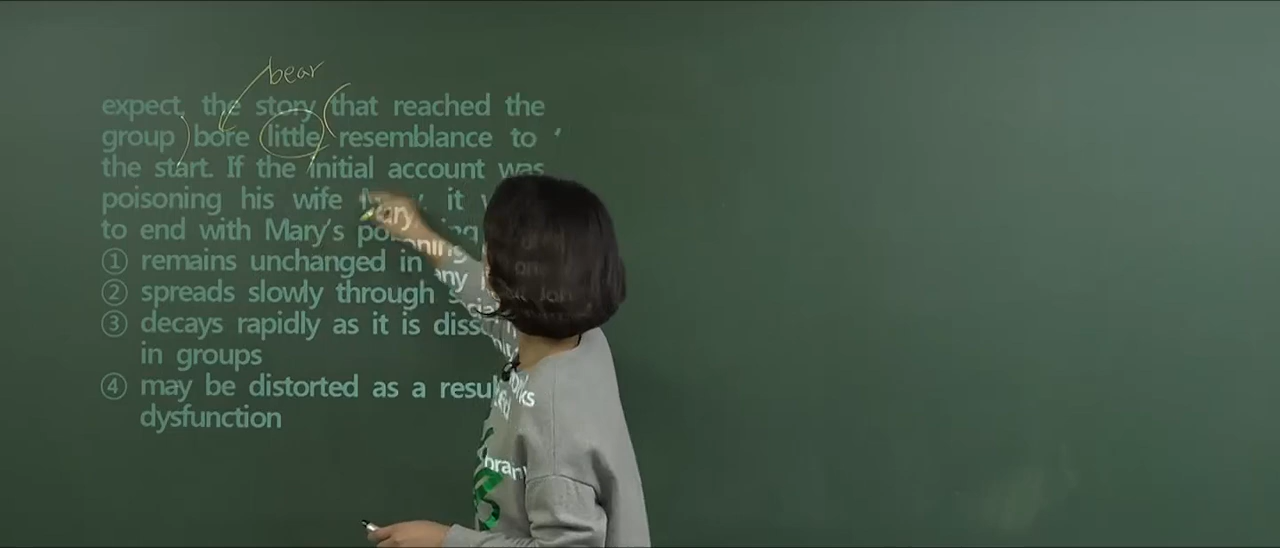 bear
expect, the story (that reached the
group) bore little resemblance to
the start. If the initial account was
poisoning his wife it
to end with Mary's
① remains unchanged in
② spreads slowly through
③ decays rapidly as it is
in groups
④ may be distorted as a
dysfunction